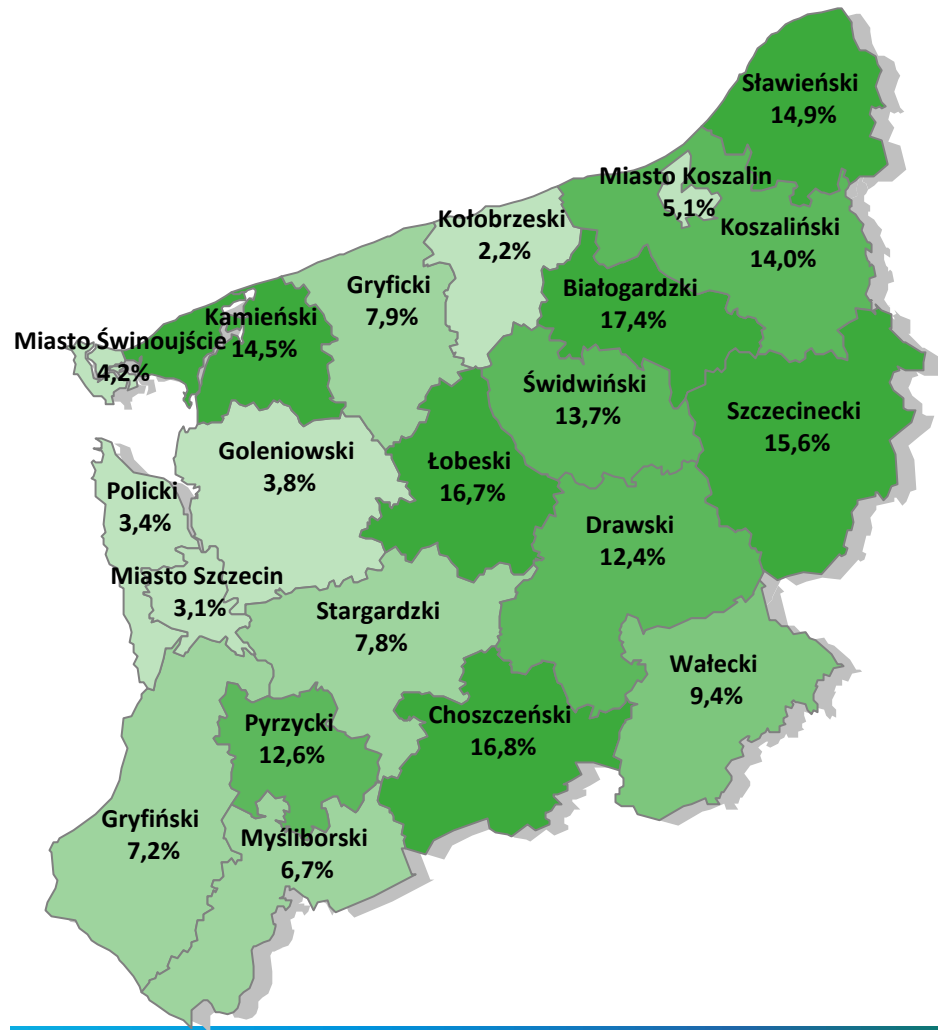 Sławieński
14,9%
Miasto Koszalin
5,1%
Koszaliński
14,0%
Kołobrzeski
2,2%
Gryficki
7,9%
Białogardzki
17,4%
Kamieński
14,5%
Miasto Świnoujście
4,2%
Świdwiński
13,7%
Szczecinecki
15,6%
Goleniowski
3,8%
Łobeski
16,7%
Policki
3,4%
Drawski
12,4%
Miasto Szczecin
3,1%
Stargardzki
7,8%
Wałecki
9,4%
Choszczeński
16,8%
Pyrzycki
12,6%
Gryfiński
7,2%
Myśliborski
6,7%